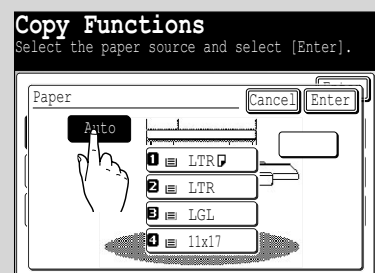 Copy Functions
Select the paper source and select [Enter].
Paper
Cancel
Enter
Auto
1 LTR
2 LTR
3 LGL
4 11x17